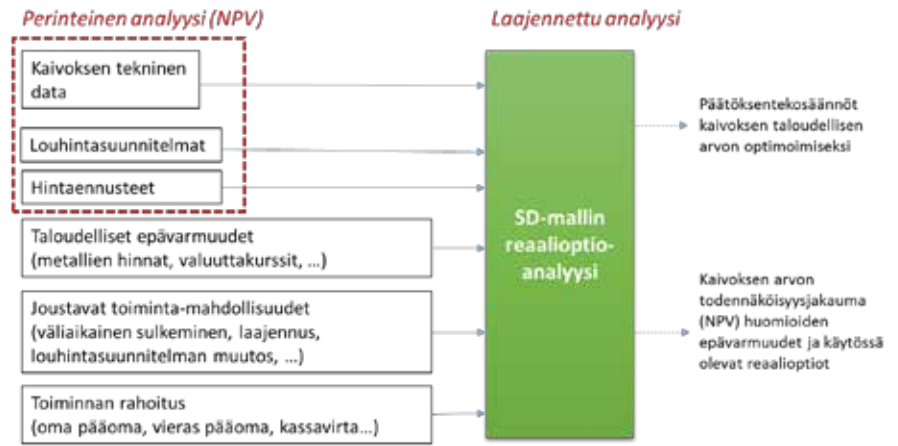 Perinteinen analyysi (NPV)
Laajennettu analyysi
Kaivoksen tekninen
data
Louhintasuunnitelmat
Hintaennusteet
Taloudelliset epävarmuudet
(metallien hinnat, valuuttakurssit, ...)
Joustavat toiminta-mahdollisuudet
(väliaikainen sulkeminen, laajennus,
louhintasuunnitelman muutos, ...)
Toiminnan rahoitus
(oma pääoma, vieras pääoma, kassavirta...)
SD-mallin
reaalioptio-
analyysi
Päätöksentekosäännöt
kaivoksen taloudellisen
arvon optimoimiseksi
Kaivoksen arvon
todennäköisyysjakauma
(NPV) huomioiden
epävarmuudet ja käytössä
olevat reaalioptiot